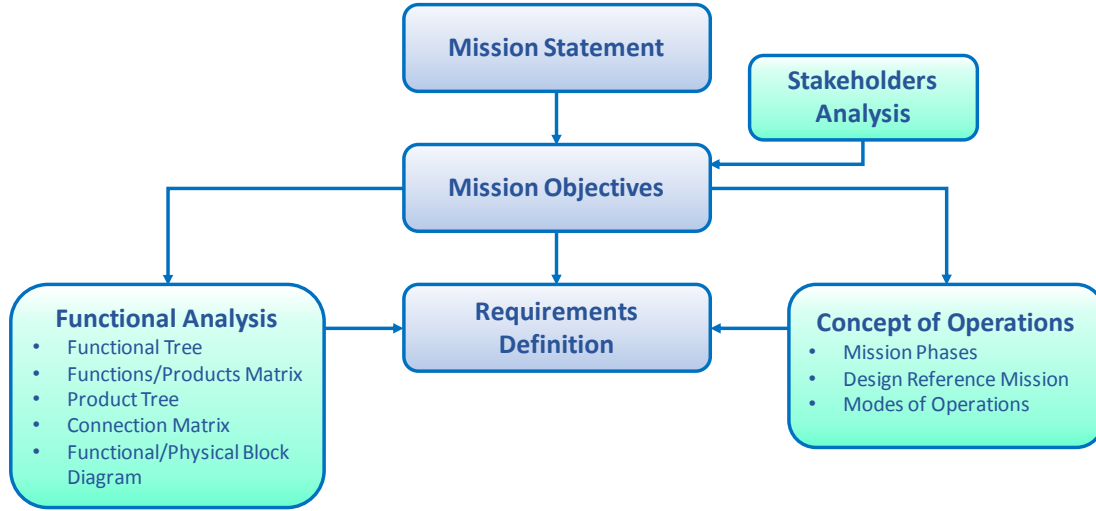 Mission Statement
Stakeholders
Analysis
Mission Objectives
Functional Analysis
• Functional Tree
• Functions/Products Matrix
• Product Tree
• Connection Matrix
• Functional/Physical Block
Diagram
Requirements
Definition
Concept of Operations
• Mission Phases
• Design Reference Mission
• Modes of Operations